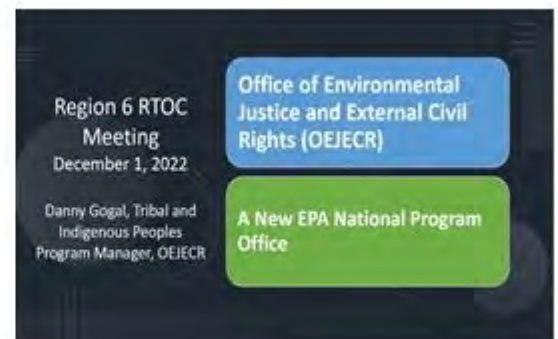 Region 6 RTOC
Meeting
December 1, 2022
Danny Gogal, Tribal and
Indigenous Peoples
Program Manager, OEJECR
Office of Environmental
Justice and External Civil
Rights (OEJECR)
A New EPA National Program
Office